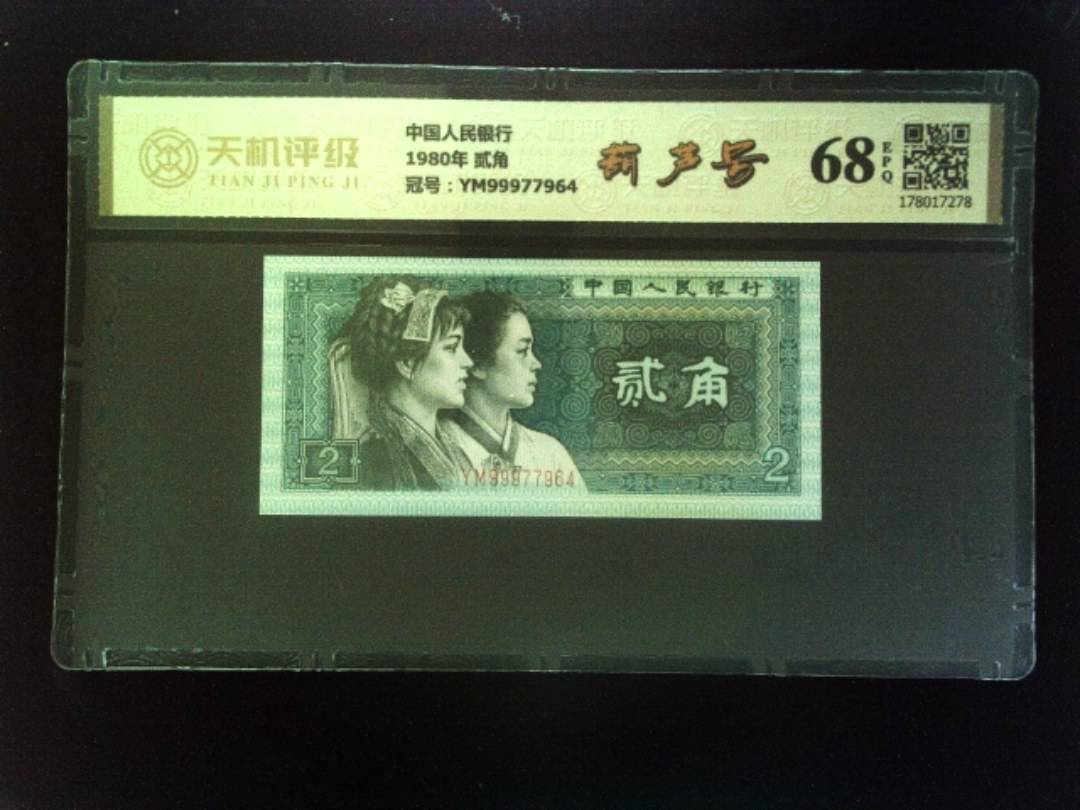 天机评级
TIAN JI PING JI
中国人民银行
1980年 贰角
冠号：YM99977964
葫芦号
68
EPQ
178017278
中国人民银行
贰角
2
2
YM99977964